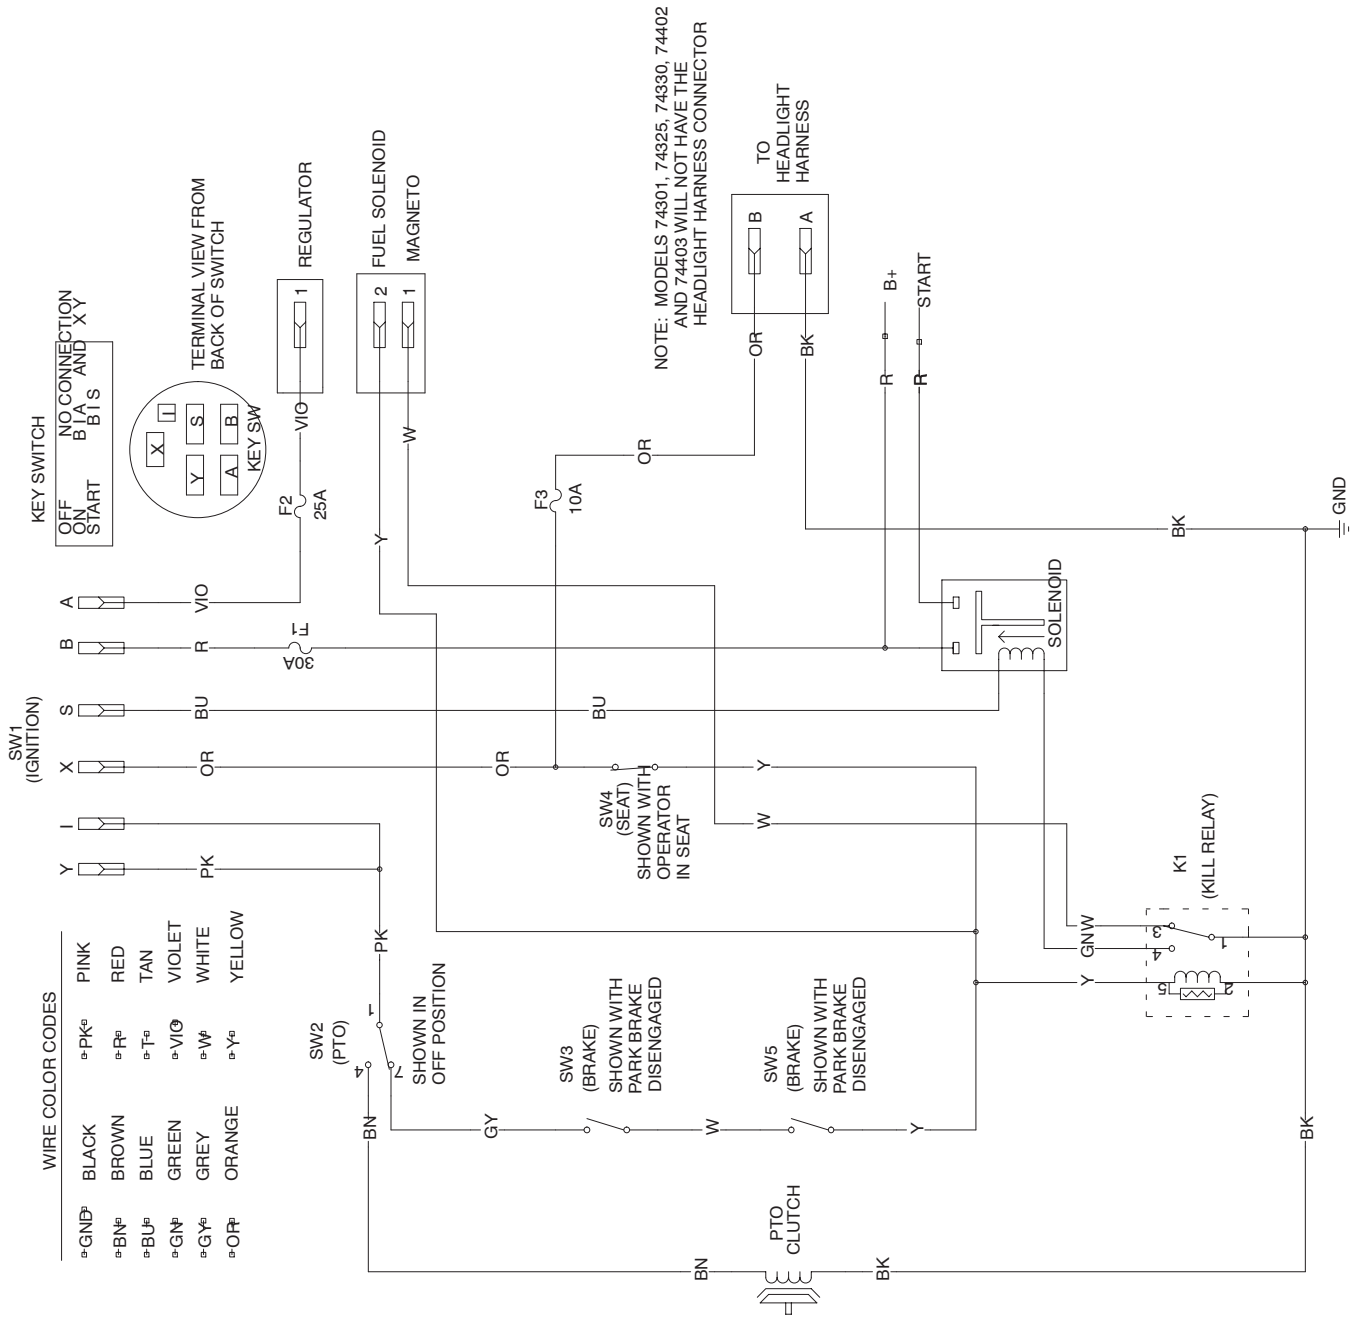 WIRE COLOR CODES
GND BLACK PK PINK
BN BROWN R RED
BU BLUE T TAN
GN GREEN VIO VIOLET
GY GREY W WHITE
OR ORANGE Y YELLOW
SW1
(IGNITION)
Y
I
X
S
B
A
KEY SWITCH
OFF NO CONNECTION
ON B I A AND XY
START B I S
X
I
Y
S
A
B
KEY SW
TERMINAL VIEW FROM
BACK OF SWITCH
PK
OR
BU
R
VIO
F1
30A
F2
25A
VIO
1
REGULATOR
2
1
FUEL SOLENOID
MAGNETO
Y
W
PK
SW2
(PTO)
1
4
7
SHOWN IN
OFF POSITION
BN
GY
OR
F3
10A
OR
BU
SW3
(BRAKE)
SHOWN WITH
PARK BRAKE
DISENGAGED
SW4
(SEAT)
SHOWN WITH
OPERATOR
IN SEAT
NOTE: MODELS 74301, 74325, 74330, 74402
AND 74403 WILL NOT HAVE THE
HEADLIGHT HARNESS CONNECTOR
BN
W
Y
W
OR
B
A
TO
HEADLIGHT
HARNESS
BK
SW5
(BRAKE)
SHOWN WITH
PARK BRAKE
DISENGAGED
PTO
CLUTCH
BK
Y
R
B+
R
START
SOLENOID
Y
GN
W
5
2
4
3
1
K1
(KILL RELAY)
BK
BK
GND